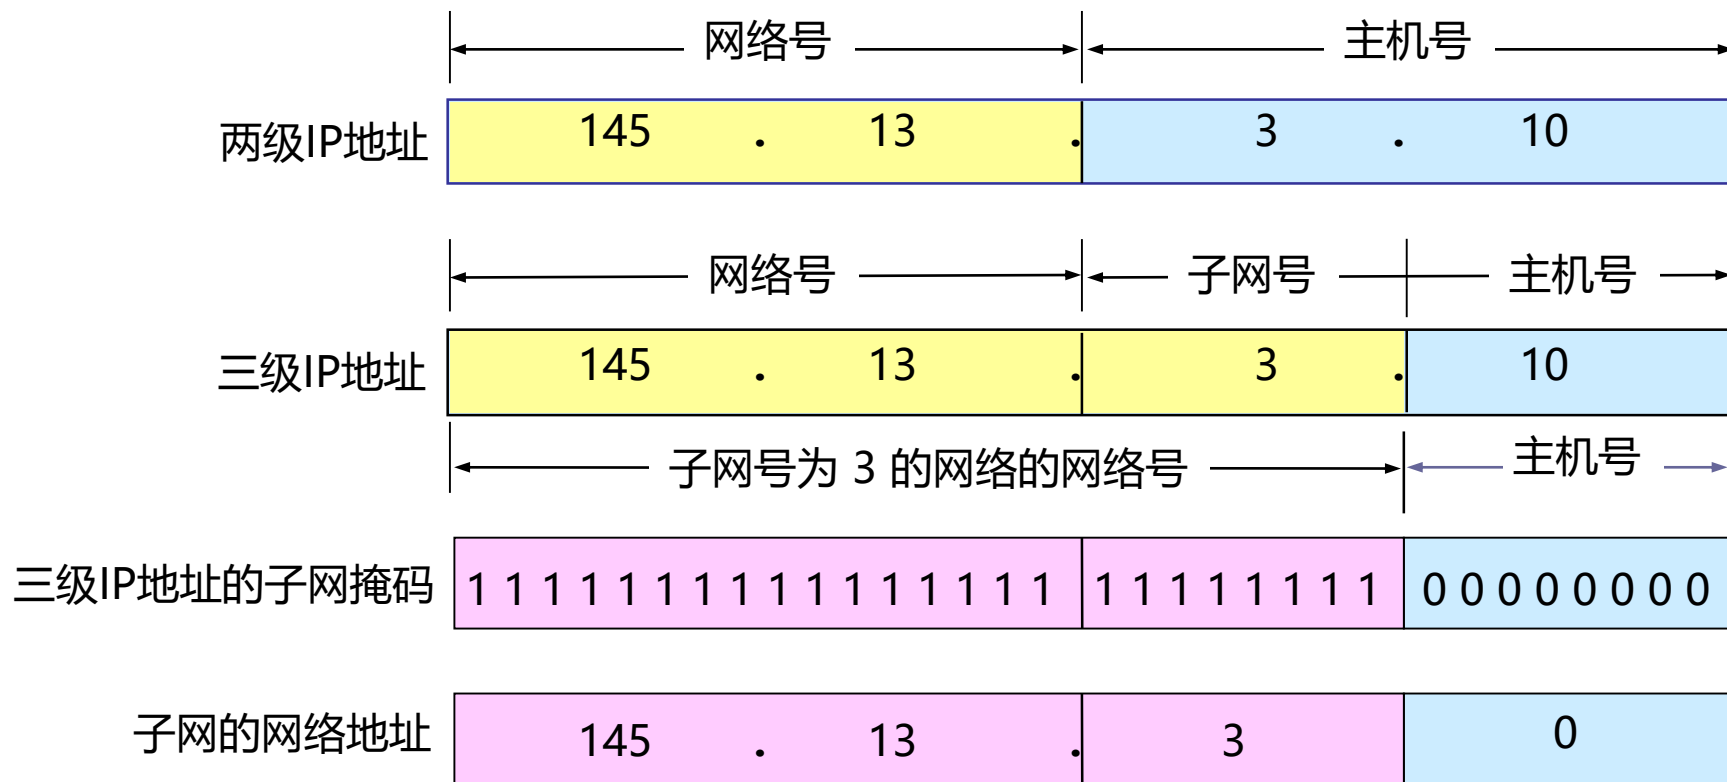 网络号 主机号
两级IP地址 145 . 13 . 3 . 10
网络号 子网号 主机号
三级IP地址 145 . 13 . 3 . 10
子网号为 3 的网络的网络号 主机号
三级IP地址的子网掩码 1 1 1 1 1 1 1 1 1 1 1 1 1 1 1 1 1 1 1 1 1 1 1 1 0 0 0 0 0 0 0 0
子网的网络地址 145 . 13 . 3 0